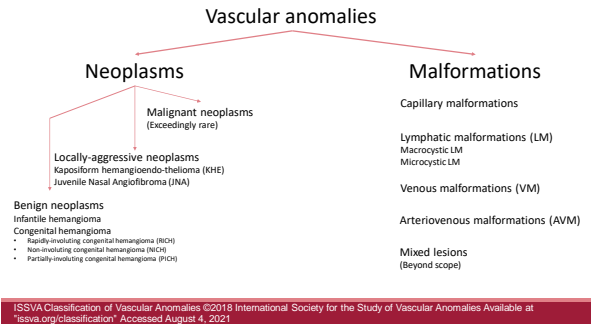 Vascular anomalies
Neoplasms
Malignant neoplasms
(Exceedingly rare)
Locally-aggressive neoplasms
Kaposiform hemangioendo-thelioma (KHE)
Juvenile Nasal Angiofibroma (JNA)
Benign neoplasms
Infantile hemangioma
Congenital hemangioma
• Rapidly-involuting congenital hemangioma (RICH)
• Non-involuting congenital hemangioma (NICH)
• Partially-involuting congenital hemangioma (PICH)
Malformations
Capillary malformations
Lymphatic malformations (LM)
Macrocystic LM
Microcystic LM
Venous malformations (VM)
Arteriovenous malformations (AVM)
Mixed lesions
(Beyond scope)
ISSVA Classification of Vascular Anomalies ©2018 International Society for the Study of Vascular Anomalies Available at
"issva.org/classification" Accessed August 4, 2021